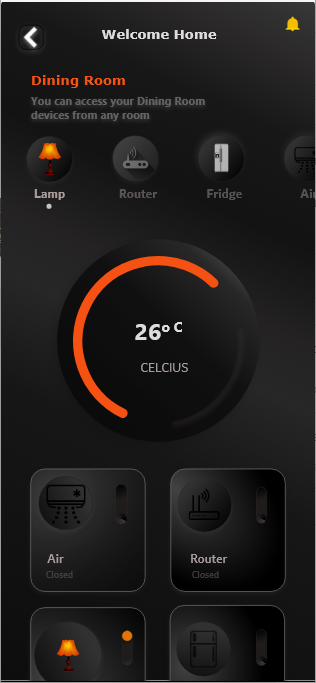 Welcome Home
Dining Room
You can access your Dining Room
devices from any room
Lamp Router Fridge Air
26° C
CELCIUS
Air Router
Closed Closed